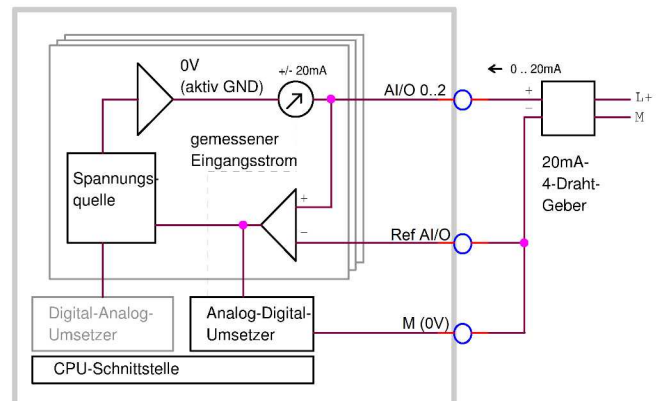 0V
(aktiv GND)
+/- 20mA
AI/O 0..2
← 0 .. 20mA
+
−
L+
M
gemessener
Eingangsstrom
20mA-
4-Draht-
Geber
Spannungs-
quelle
+
−
Ref AI/O
Digital-Analog-
Umsetzer
Analog-Digital-
Umsetzer
M (0V)
CPU-Schnittstelle